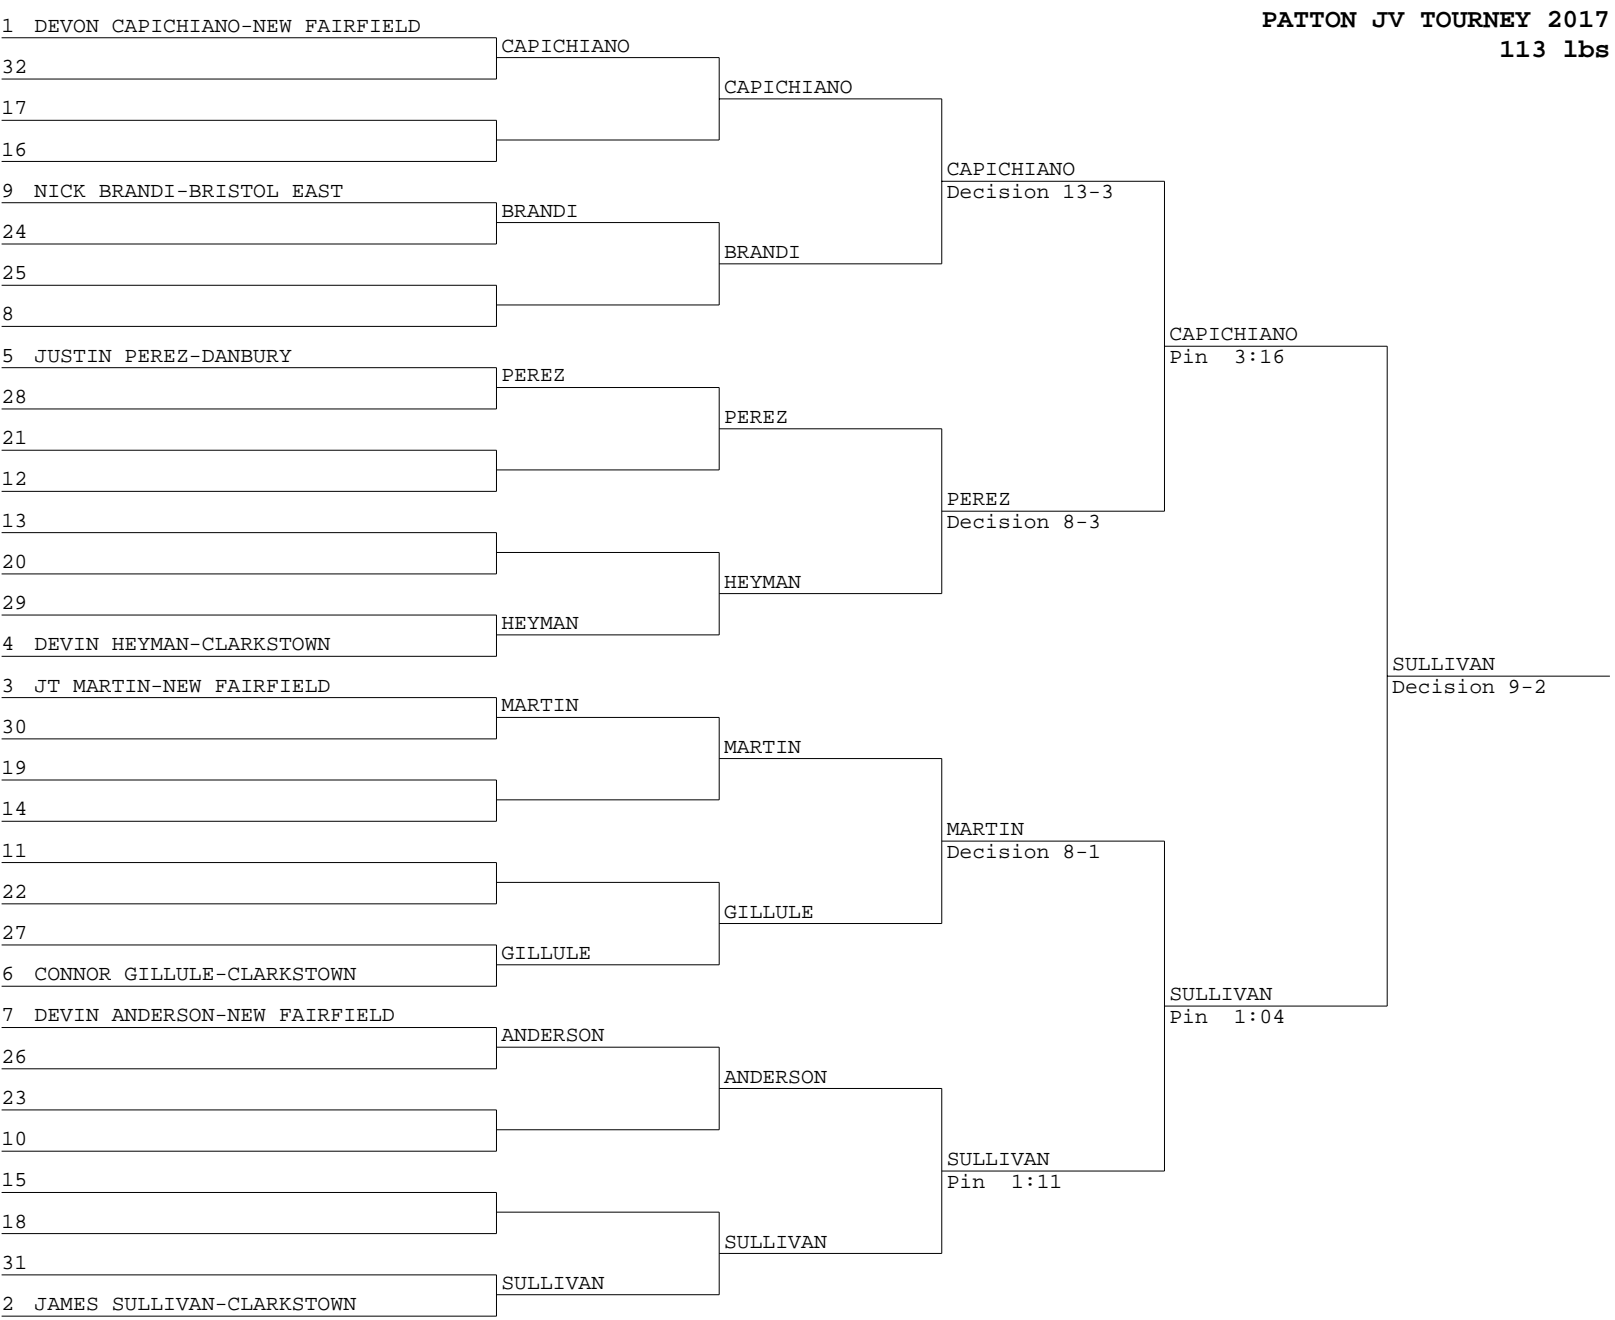 PATTON JV TOURNEY 2017
113 lbs
1 DEVON CAPICHIANO-NEW FAIRFIELD
32
17
16
9 NICK BRANDI-BRISTOL EAST
24
25
8
5 JUSTIN PEREZ-DANBURY
28
21
12
13
20
29
4 DEVIN HEYMAN-CLARKSTOWN
3 JT MARTIN-NEW FAIRFIELD
30
19
14
11
22
27
6 CONNOR GILLULE-CLARKSTOWN
7 DEVIN ANDERSON-NEW FAIRFIELD
26
23
10
15
18
31
2 JAMES SULLIVAN-CLARKSTOWN
CAPICHIANO
BRANDI
PEREZ
HEYMAN
MARTIN
GILLULE
ANDERSON
SULLIVAN
CAPICHIANO
BRANDI
PEREZ
HEYMAN
MARTIN
GILLULE
ANDERSON
SULLIVAN
CAPICHIANO
Decision 13-3
PEREZ
Decision 8-3
MARTIN
Decision 8-1
SULLIVAN
Pin 1:11
CAPICHIANO
Pin 3:16
SULLIVAN
Pin 1:04
SULLIVAN
Decision 9-2